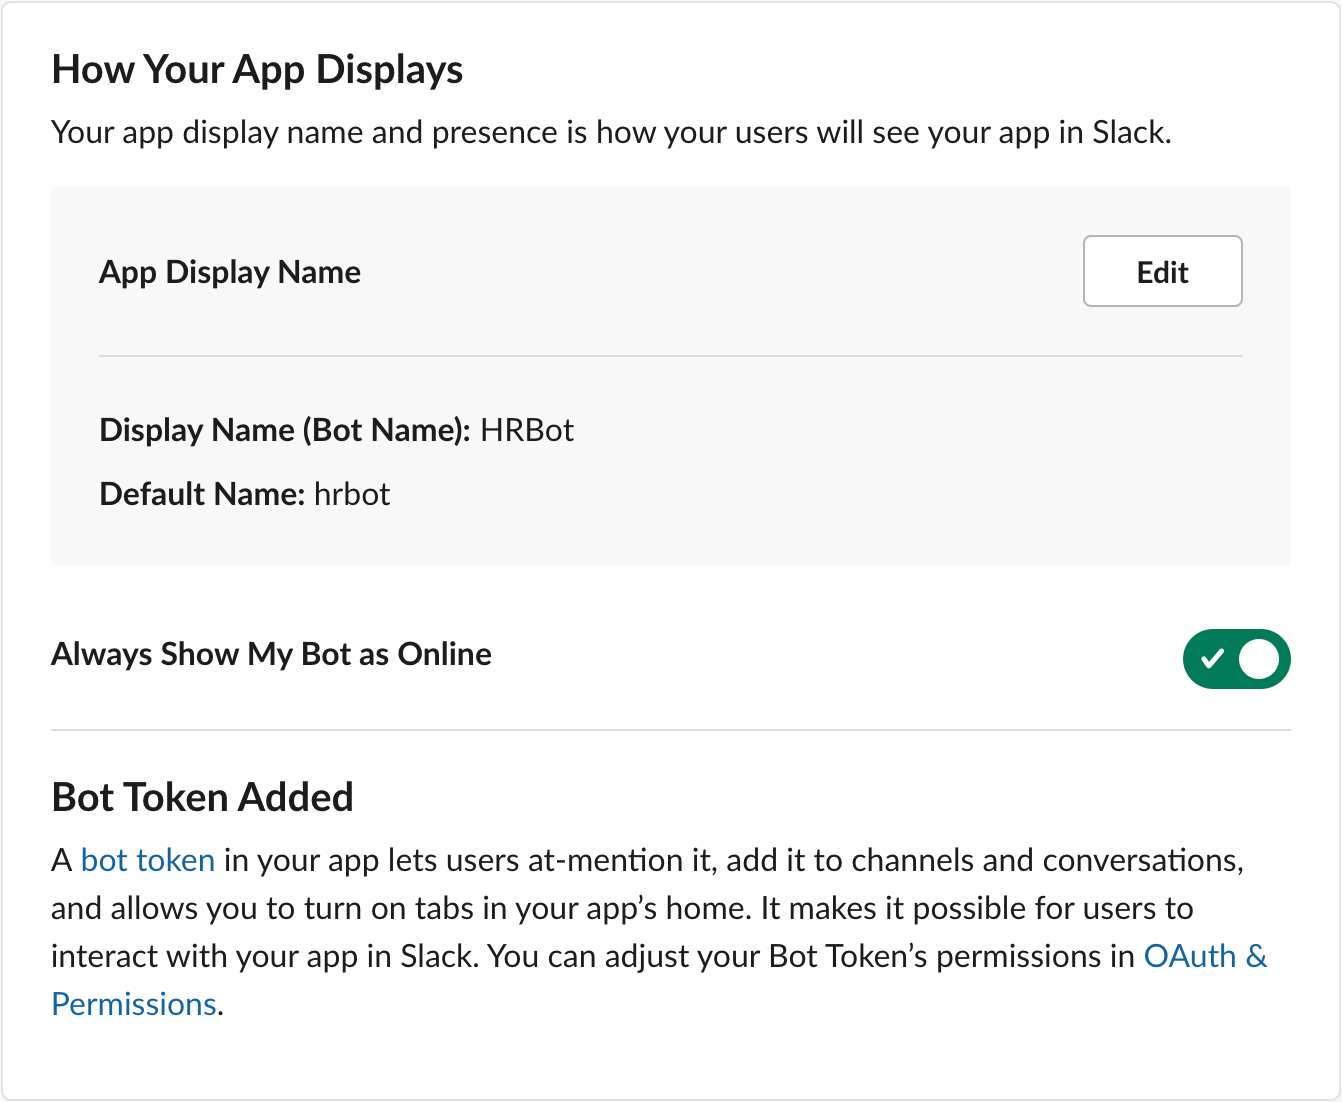 How Your App Displays
Your app display name and presence is how your users will see your app in Slack.
App Display Name
Edit
Display Name (Bot Name): HRBot
Default Name: hrbot
Always Show My Bot as Online
Bot Token Added
A bot token in your app lets users at-mention it, add it to channels and conversations,
and allows you to turn on tabs in your app’s home. It makes it possible for users to
interact with your app in Slack. You can adjust your Bot Token’s permissions in OAuth &
Permissions.